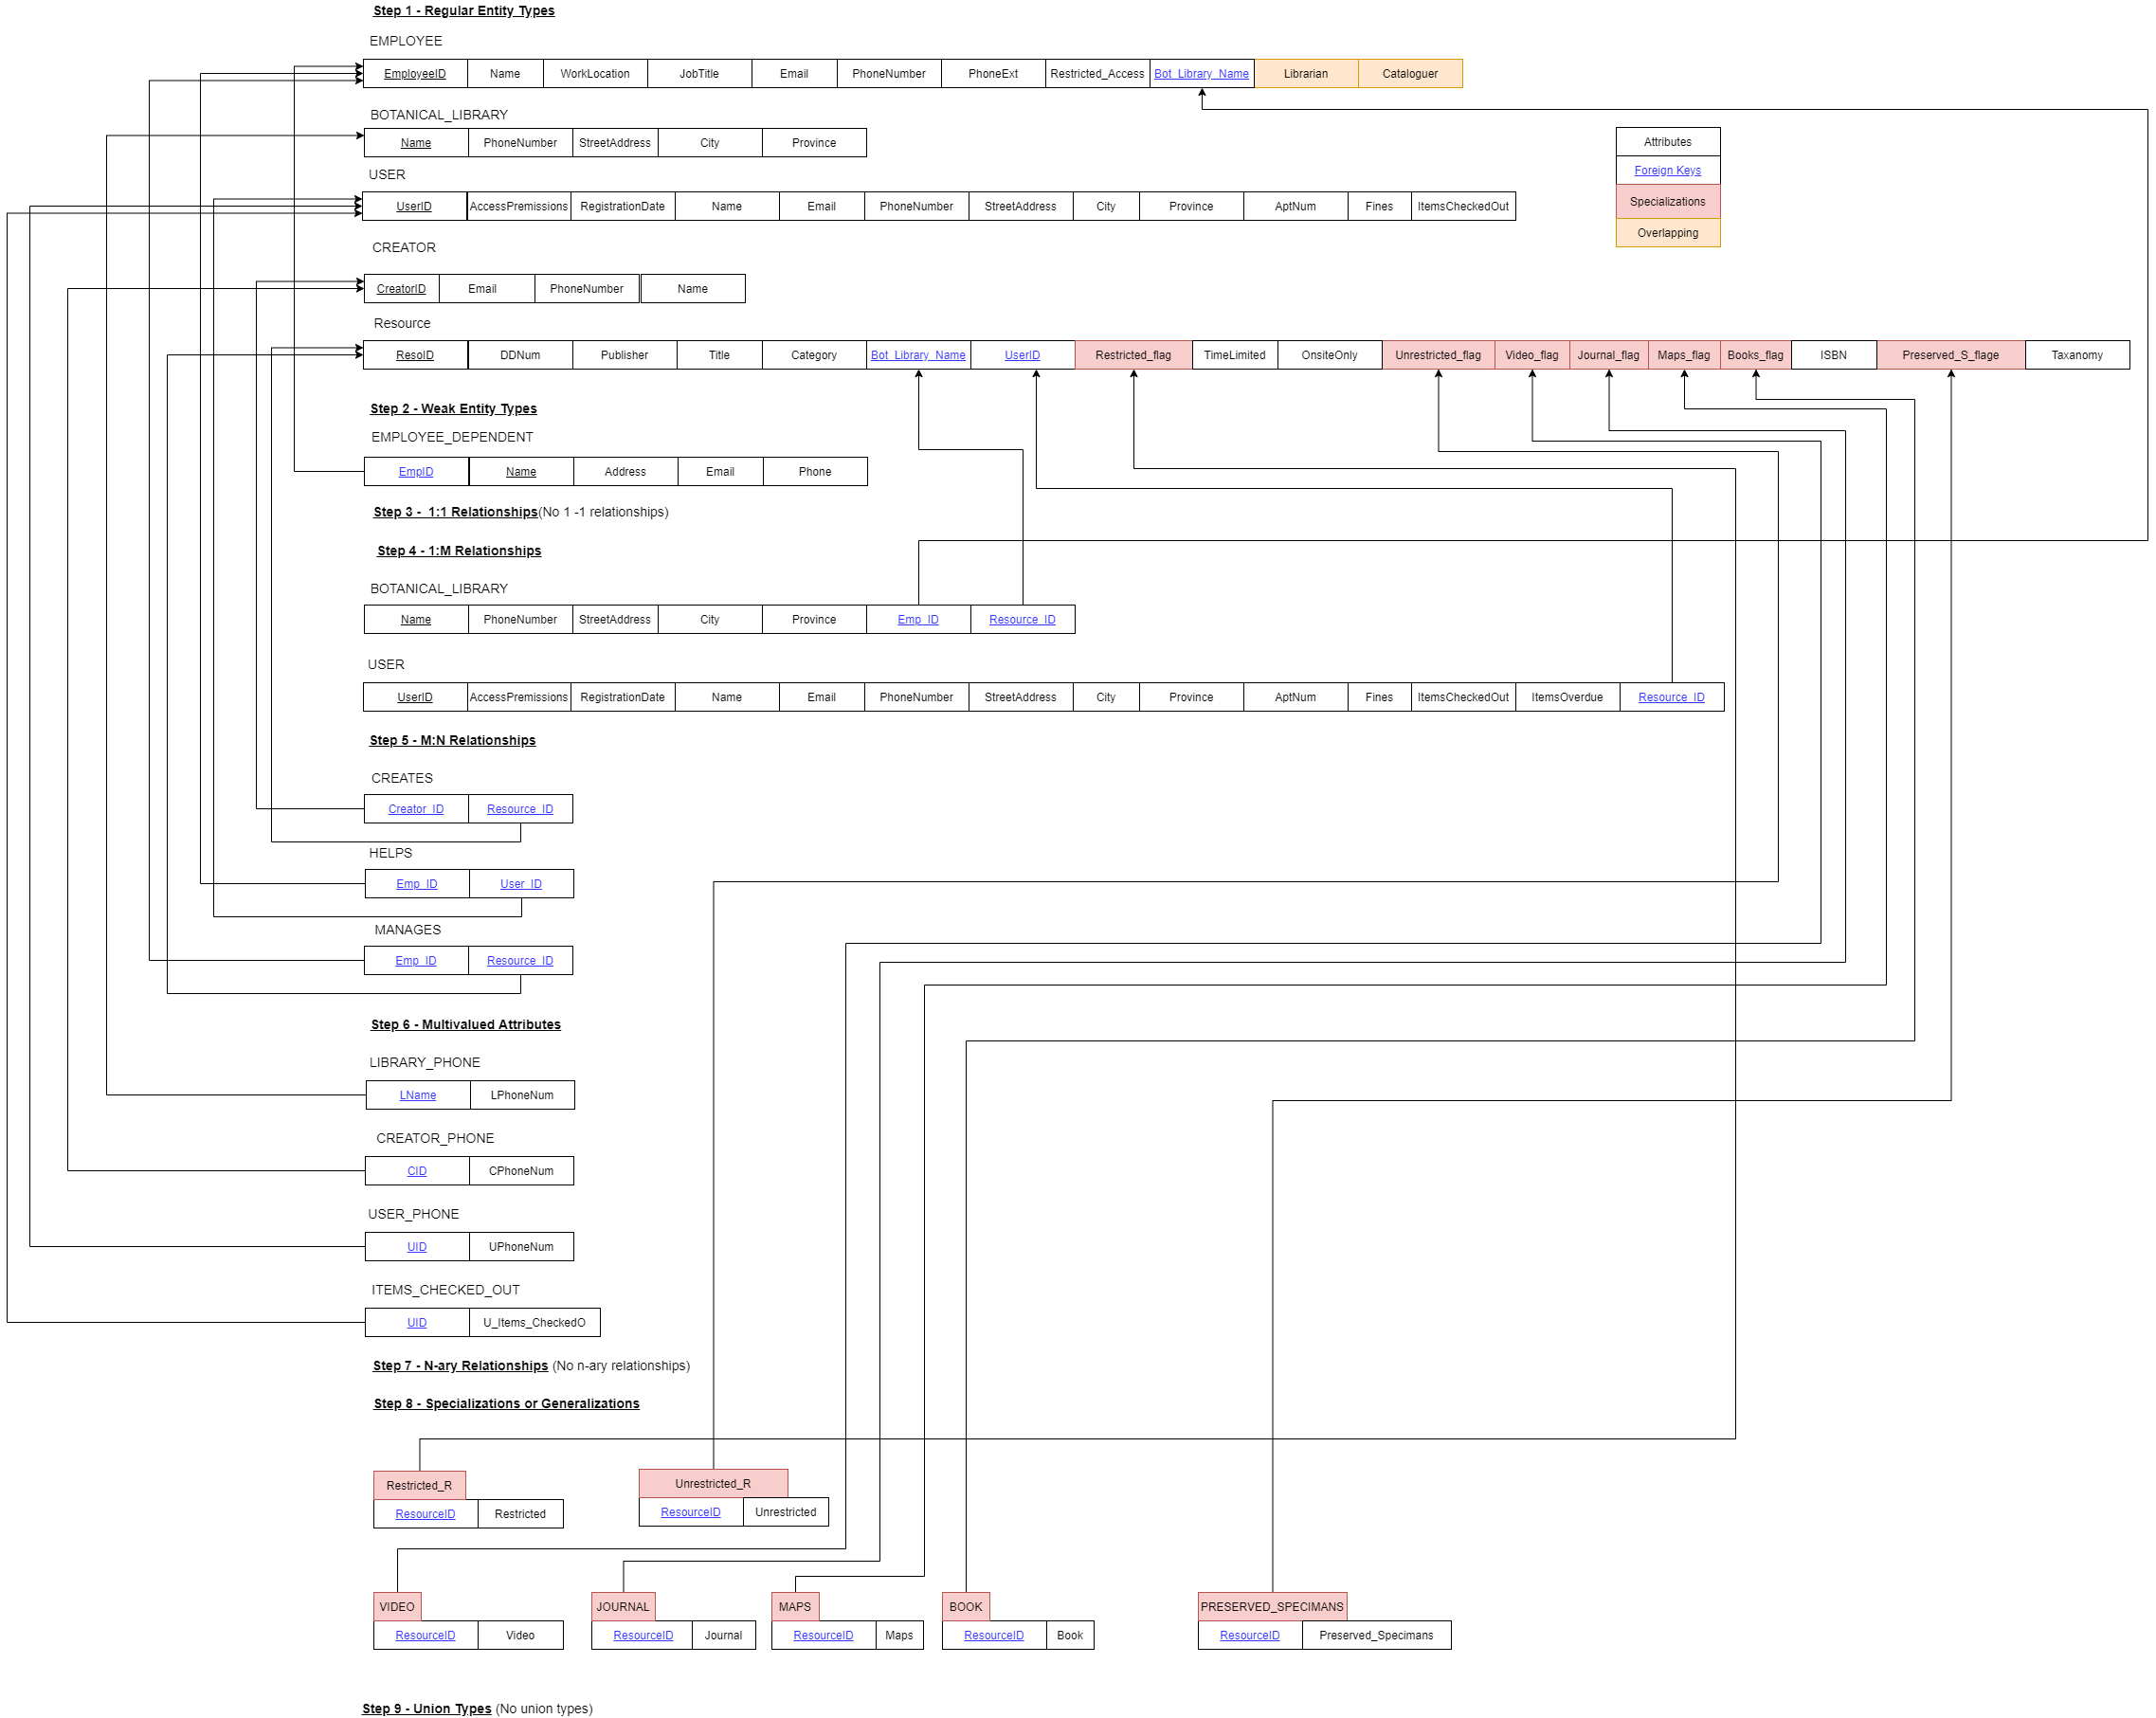 Step 1 - Regular Entity Types
EMPLOYEE
EmployeeID Name WorkLocation JobTitle Email PhoneNumber PhoneExt Restricted_Access Bot_Library_Name Librarian Cataloguer
BOTANICAL_LIBRARY
Name PhoneNumber StreetAddress City Province
Attributes
Foreign Keys
Specializations
Overlapping
USER
UserID AccessPremissions RegistrationDate Name Email PhoneNumber StreetAddress City Province AptNum Fines ItemsCheckedOut
CREATOR
CreatorID Email PhoneNumber Name
Resource
ResoID DDNum Publisher Title Category Bot_Library_Name UserID Restricted_flag TimeLimited OnsiteOnly Unrestricted_flag Video_flag Journal_flag Maps_flag Books_flag ISBN Preserved_S_flage Taxanomy
Step 2 - Weak Entity Types
EMPLOYEE_DEPENDENT
EmpID Name Address Email Phone
Step 3 - 1:1 Relationships(No 1 -1 relationships)
Step 4 - 1:M Relationships
BOTANICAL_LIBRARY
Name PhoneNumber StreetAddress City Province Emp_ID Resource_ID
USER
UserID AccessPremissions RegistrationDate Name Email PhoneNumber StreetAddress City Province AptNum Fines ItemsCheckedOut ItemsOverdue Resource_ID
Step 5 - M:N Relationships
CREATES
Creator_ID Resource_ID
HELPS
Emp_ID User_ID
MANAGES
Emp_ID Resource_ID
Step 6 - Multivalued Attributes
LIBRARY_PHONE
LName LPhoneNum
CREATOR_PHONE
CID CPhoneNum
USER_PHONE
UID UPhoneNum
ITEMS_CHECKED_OUT
UID U_Items_CheckedO
Step 7 - N-ary Relationships (No n-ary relationships)
Step 8 - Specializations or Generalizations
Restricted_R Unrestricted_R
ResourceID Restricted ResourceID Unrestricted
VIDEO JOURNAL MAPS BOOK PRESERVED_SPECIMANS
ResourceID Video ResourceID Journal ResourceID Maps ResourceID Book ResourceID Preserved_Specimans
Step 9 - Union Types (No union types)